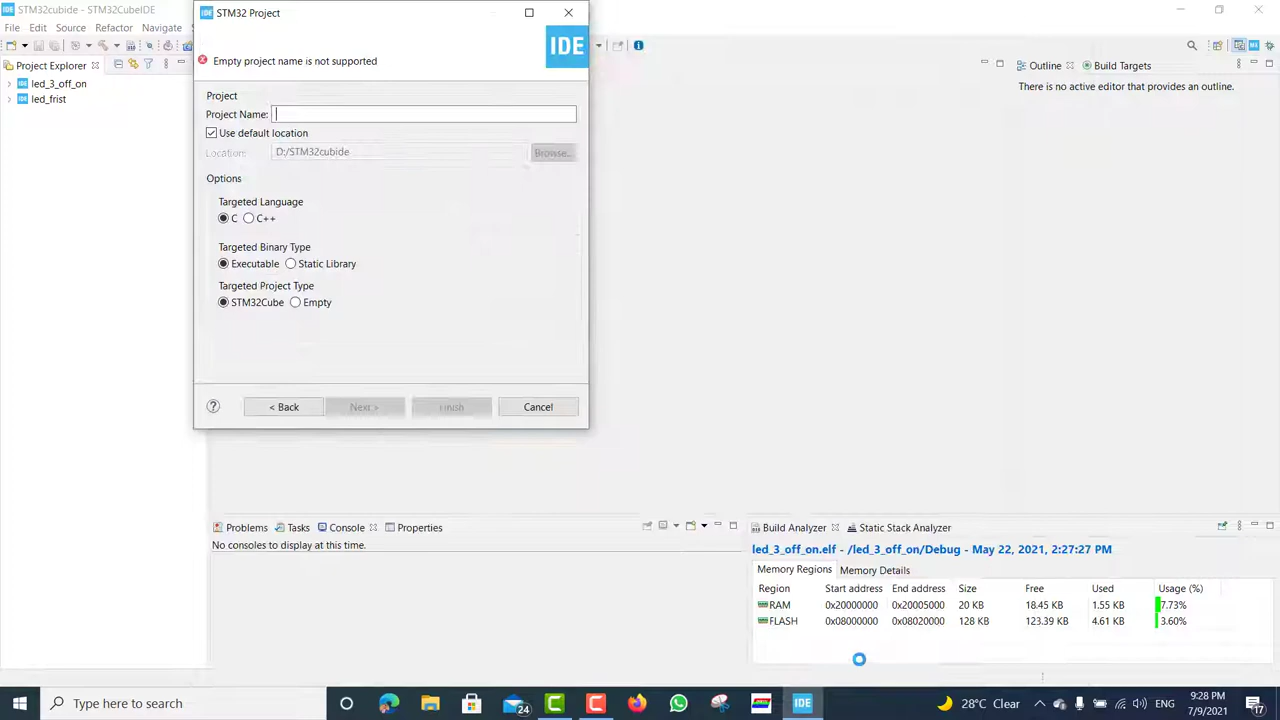 STM32cubide - STM32CubeIDE
File Edit Source Refactor Navigate
STM32 Project
IDE
Empty project name is not supported
Project
Project Name:
Use default location
Location: D:/STM32cubide Browse...
Options
Targeted Language
C C++
Targeted Binary Type
Executable Static Library
Targeted Project Type
STM32Cube Empty
< Back Next > Finish Cancel
Project Explorer
led_3_off_on
led_frist
Outline Build Targets
There is no active editor that provides an outline.
Problems Tasks Console Properties
No consoles to display at this time.
Build Analyzer Static Stack Analyzer
led_3_off_on.elf - /led_3_off_on/Debug - May 22, 2021, 2:27:27 PM
Memory Regions Memory Details
Region Start address End address Size Free Used Usage (%)
RAM 0x20000000 0x20005000 20 KB 18.45 KB 1.55 KB 7.73%
FLASH 0x08000000 0x08020000 128 KB 123.39 KB 4.61 KB 3.60%
Type here to search
24
IDE
28°C Clear
ENG
9:28 PM
7/9/2021
17